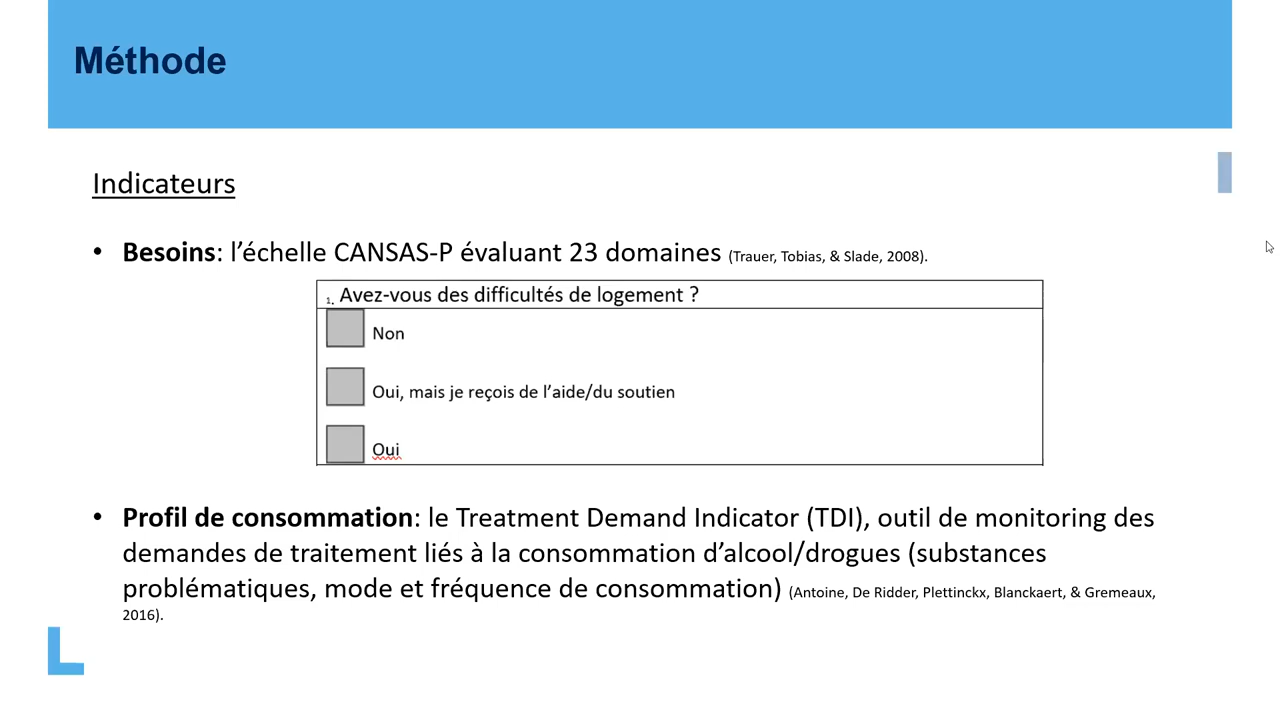 Méthode
Indicateurs
• Besoins: l’échelle CANSAS-P évaluant 23 domaines (Trauer, Tobias, & Slade, 2008).
1. Avez-vous des difficultés de logement ?
Non
Oui, mais je reçois de l’aide/du soutien
Oui
• Profil de consommation: le Treatment Demand Indicator (TDI), outil de monitoring des
demandes de traitement liés à la consommation d’alcool/drogues (substances
problématiques, mode et fréquence de consommation) (Antoine, De Ridder, Plettinckx, Blanckaert, & Gremeaux,
2016).